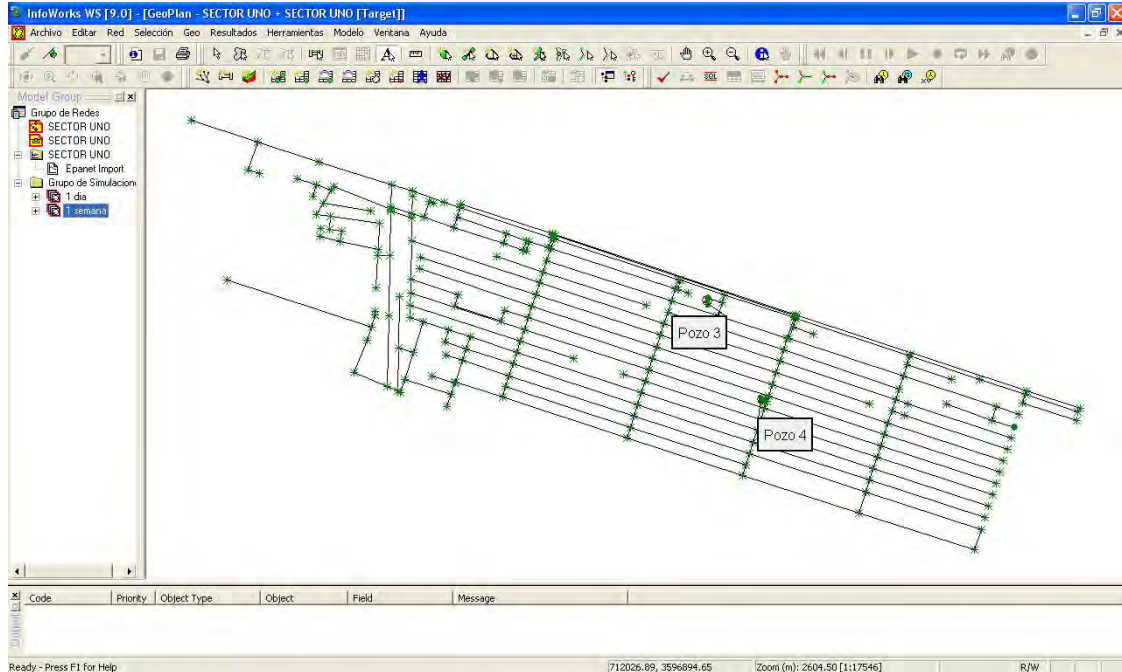 InfoWorks WS [9.0] - [GeoPlan - SECTOR UNO + SECTOR UNO [Target]]
Archivo Editar Red Selección Geo Resultados Herramientas Modelo Ventana Ayuda
Model Group
Grupo de Redes
SECTOR UNO
SECTOR UNO
SECTOR UNO
Epanet Import
Grupo de Simulacion
1 dia
1 semana
Pozo 3
Pozo 4
Code Priority Object Type Object Field Message
Output
Ready - Press F1 for Help 712026.89, 3596894.65 Zoom (m): 2604.50 [1:17546] R/W